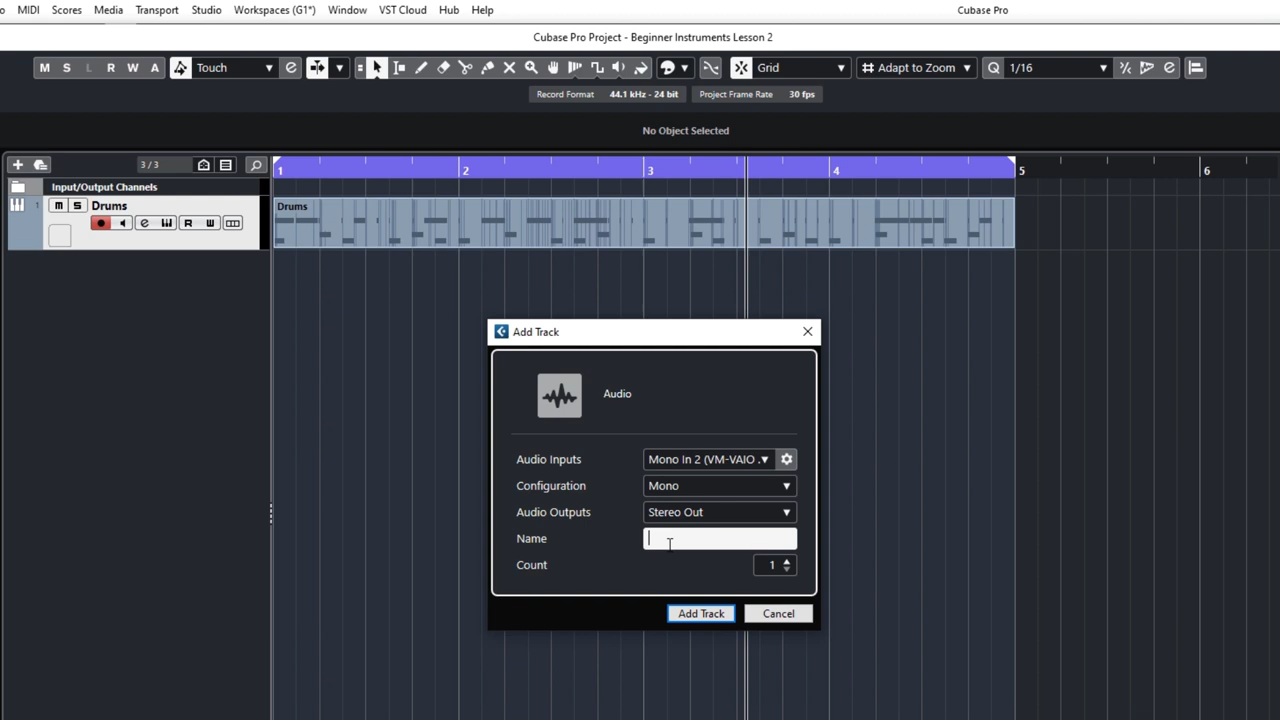 MIDI Scores Media Transport Studio Workspaces (G1*) Window VST Cloud Hub Help Cubase Pro
Cubase Pro Project - Beginner Instruments Lesson 2
M S L R W A Touch Grid Adapt to Zoom Q 1/16
Record Format 44.1 kHz - 24 bit Project Frame Rate 30 fps
No Object Selected
3 / 3 1 2 3 4 5 6
Input/Output Channels
1 M S Drums Drums
R W
Add Track
Audio
Audio Inputs Mono In 2 (VM-VAIO .
Configuration Mono
Audio Outputs Stereo Out
Name
Count 1
Add Track Cancel